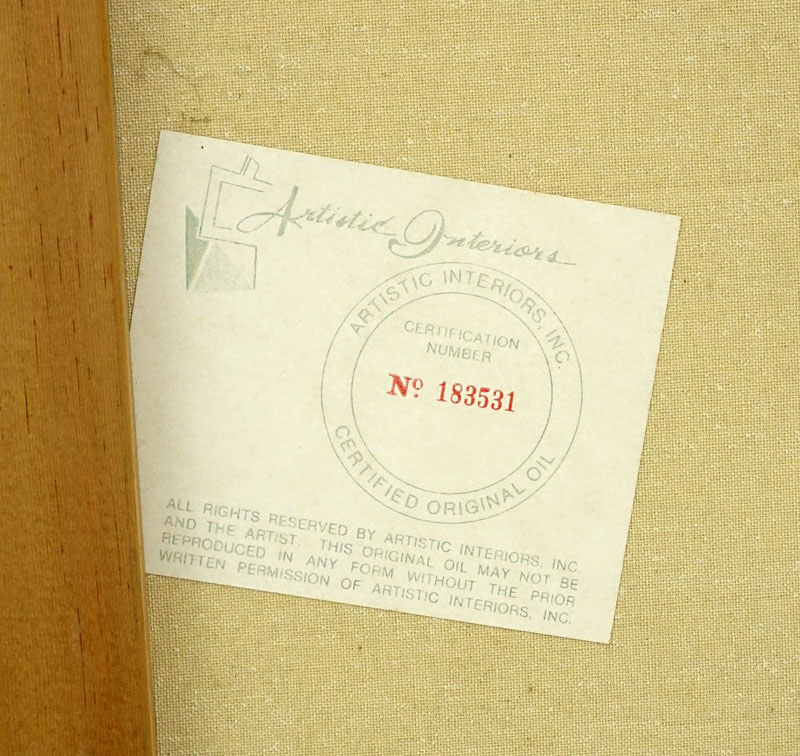 Artistic Interiors
ARTISTIC INTERIORS, INC.
CERTIFICATION
NUMBER
Nº 183531
CERTIFIED ORIGINAL OIL
ALL RIGHTS RESERVED BY ARTISTIC INTERIORS, INC.
AND THE ARTIST. THIS ORIGINAL OIL MAY NOT BE
REPRODUCED IN ANY FORM WITHOUT THE PRIOR
WRITTEN PERMISSION OF ARTISTIC INTERIORS, INC.